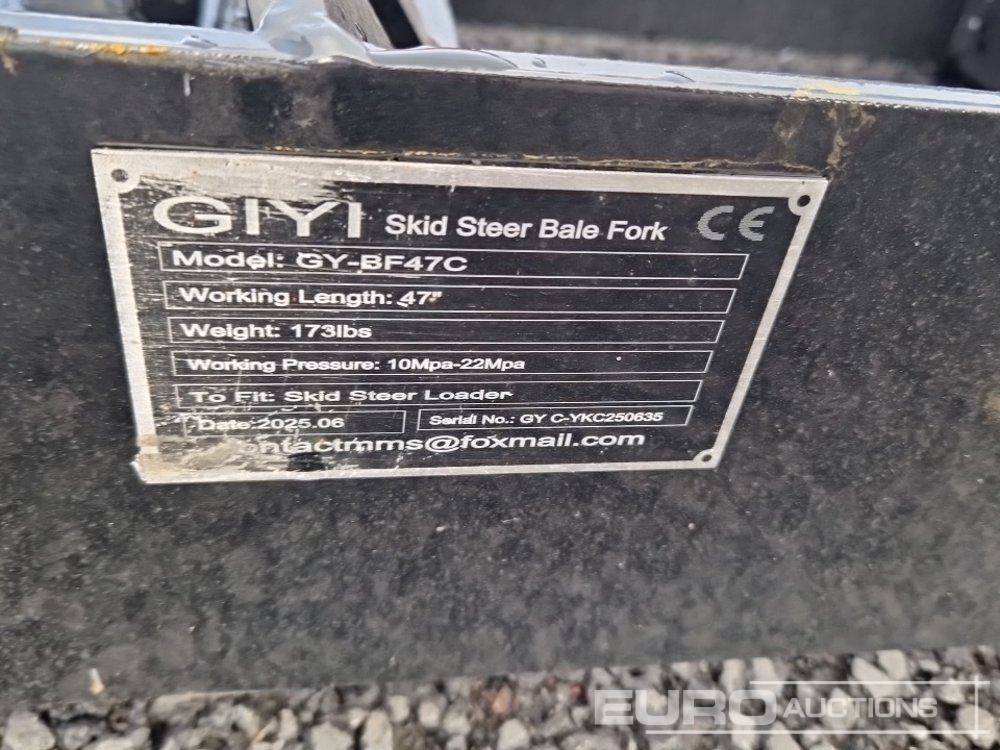 GIYI Skid Steer Bale Fork CE
Model: GY-BF47C
Working Length: 47"
Weight: 173lbs
Working Pressure: 10Mpa-22Mpa
To Fit: Skid Steer Loader
Date:2025.06 Serial No.: GY C-YKC250635
ntactmms@foxmail.com
EURO AUCTIONS